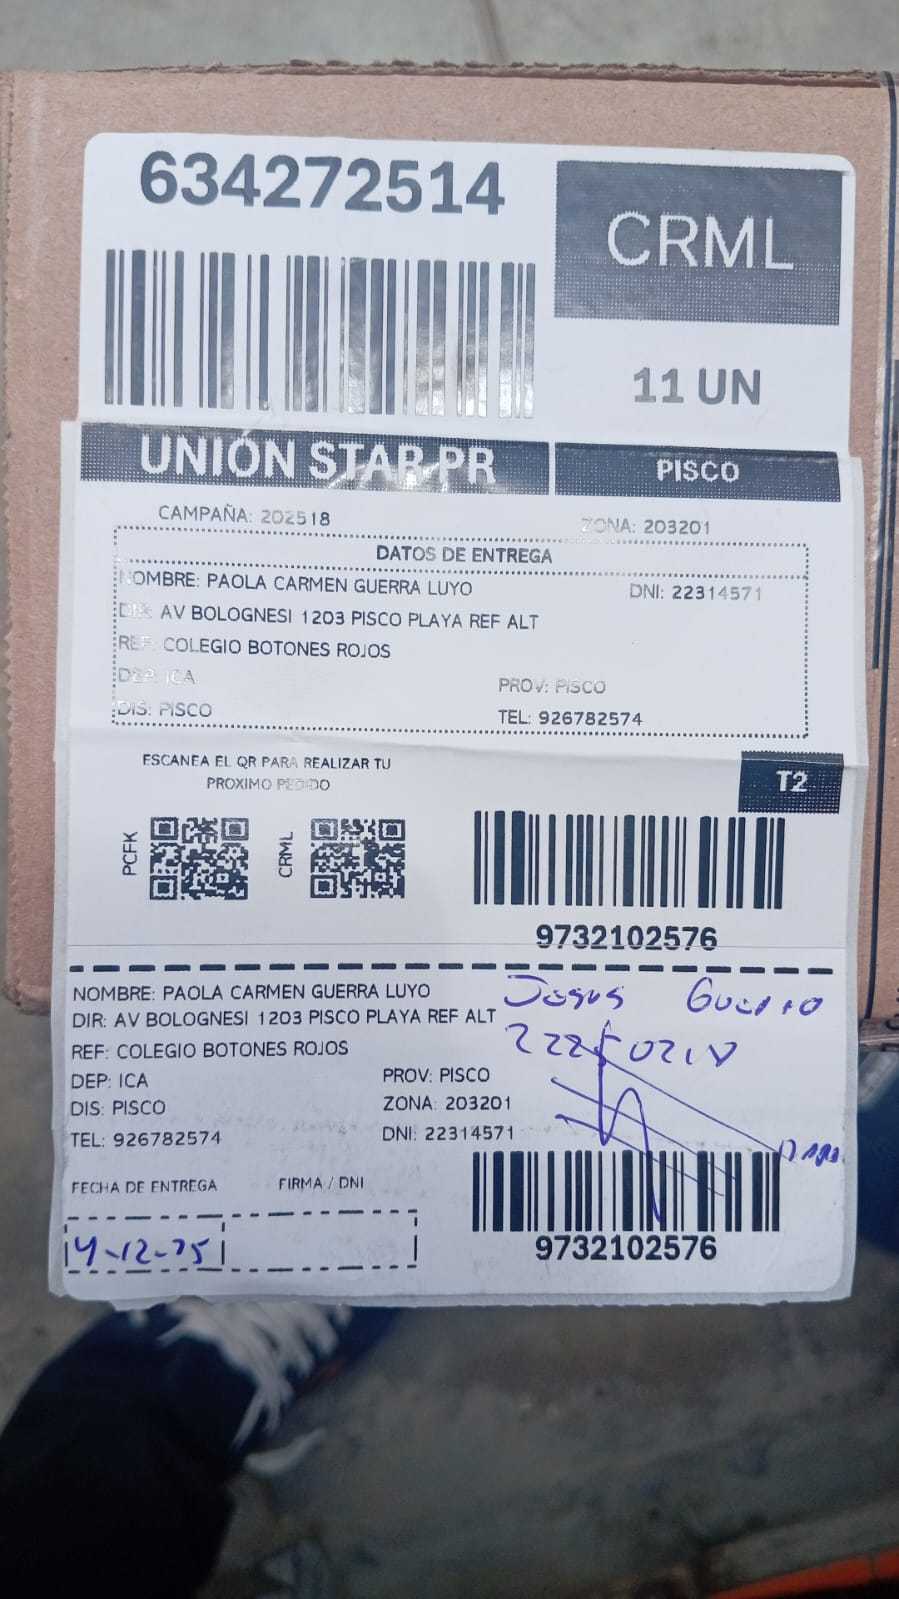 634272514
CRML
11 UN
UNIÓN STAR PR
PISCO
CAMPAÑA: 202518
ZONA: 203201
DATOS DE ENTREGA
NOMBRE: PAOLA CARMEN GUERRA LUYO
DNI: 22314571
DIR: AV BOLOGNESI 1203 PISCO PLAYA REF ALT
REF: COLEGIO BOTONES ROJOS
DEP: ICA
PROV: PISCO
DIS: PISCO
TEL: 926782574
ESCANEA EL QR PARA REALIZAR TU
PROXIMO PEDIDO
T2
PCFK
CRML
9732102576
NOMBRE: PAOLA CARMEN GUERRA LUYO
DIR: AV BOLOGNESI 1203 PISCO PLAYA REF ALT
REF: COLEGIO BOTONES ROJOS
DEP: ICA
PROV: PISCO
DIS: PISCO
ZONA: 203201
TEL: 926782574
DNI: 22314571
Jesus Guerra
FECHA DE ENTREGA
FIRMA / DNI
9732102576